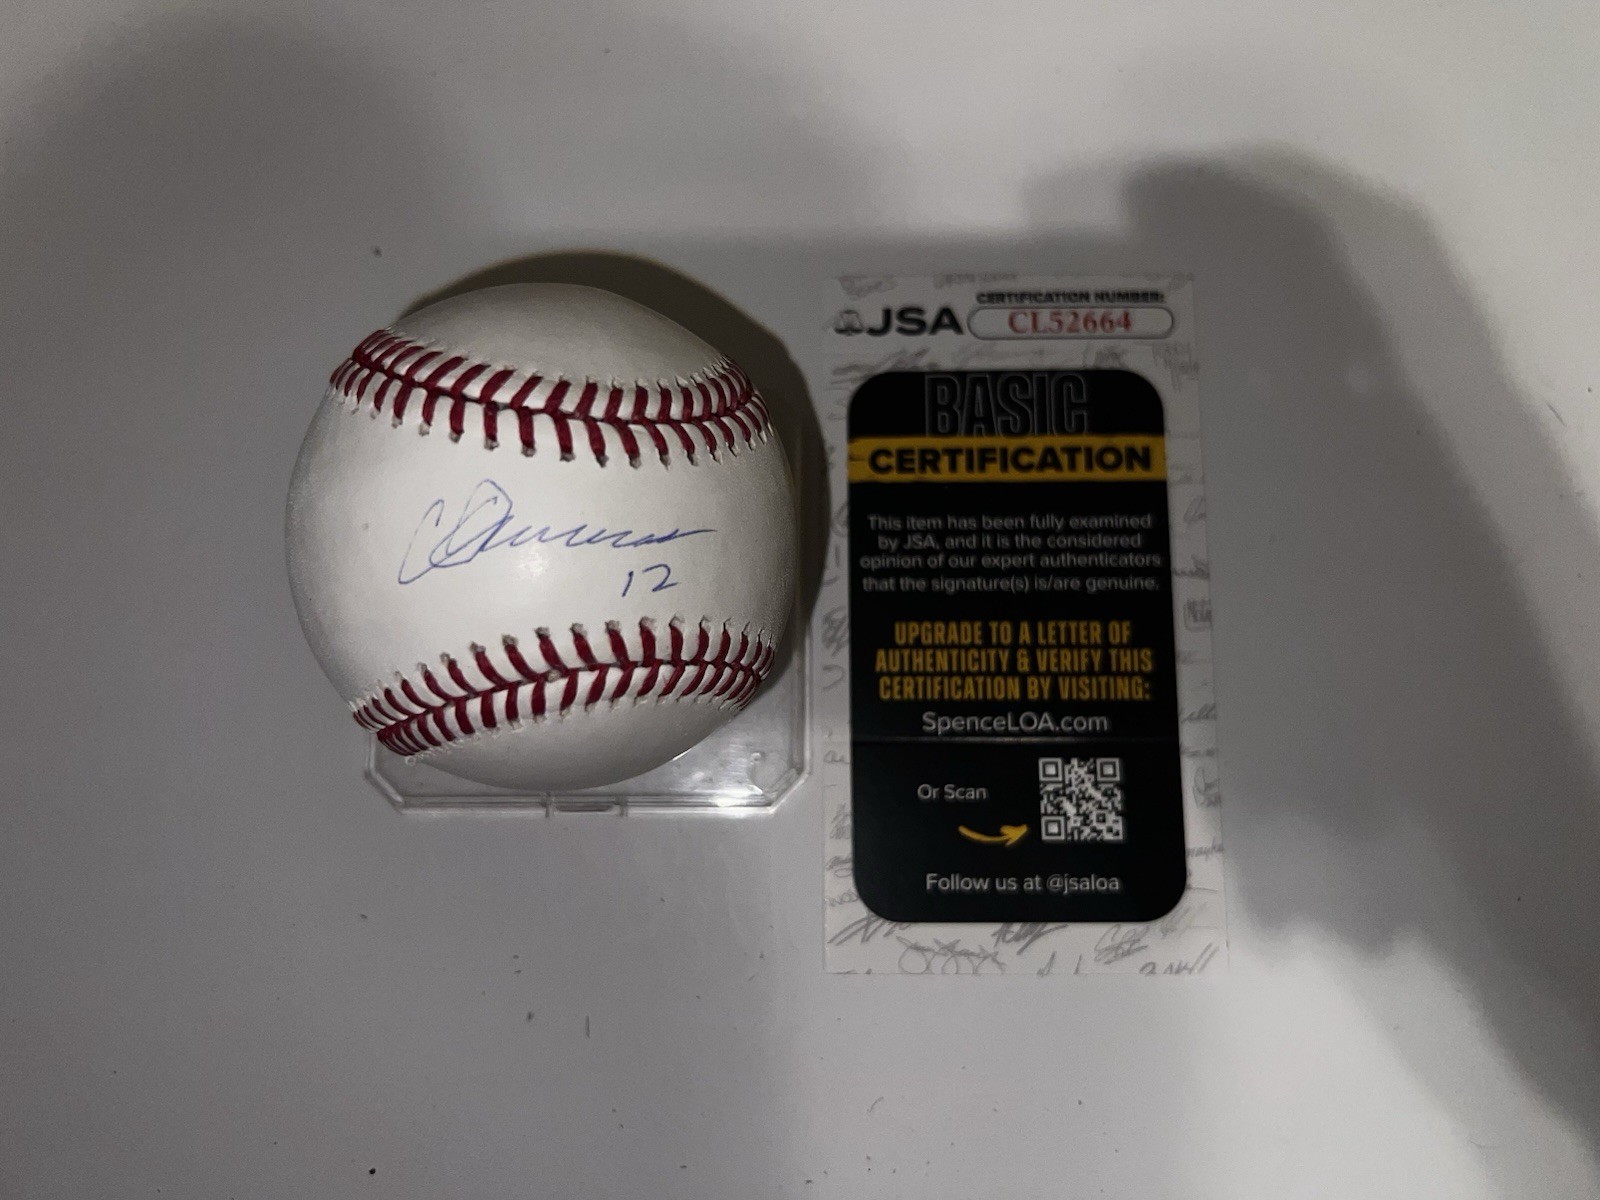 12
JSA
CERTIFICATION NUMBER:
CL52664
BASIC
CERTIFICATION
This item has been fully examined
by JSA, and it is the considered
opinion of our expert authenticators
that the signature(s) is/are genuine.
UPGRADE TO A LETTER OF
AUTHENTICITY & VERIFY THIS
CERTIFICATION BY VISITING:
SpenceLOA.com
Or Scan
Follow us at @jsaloa